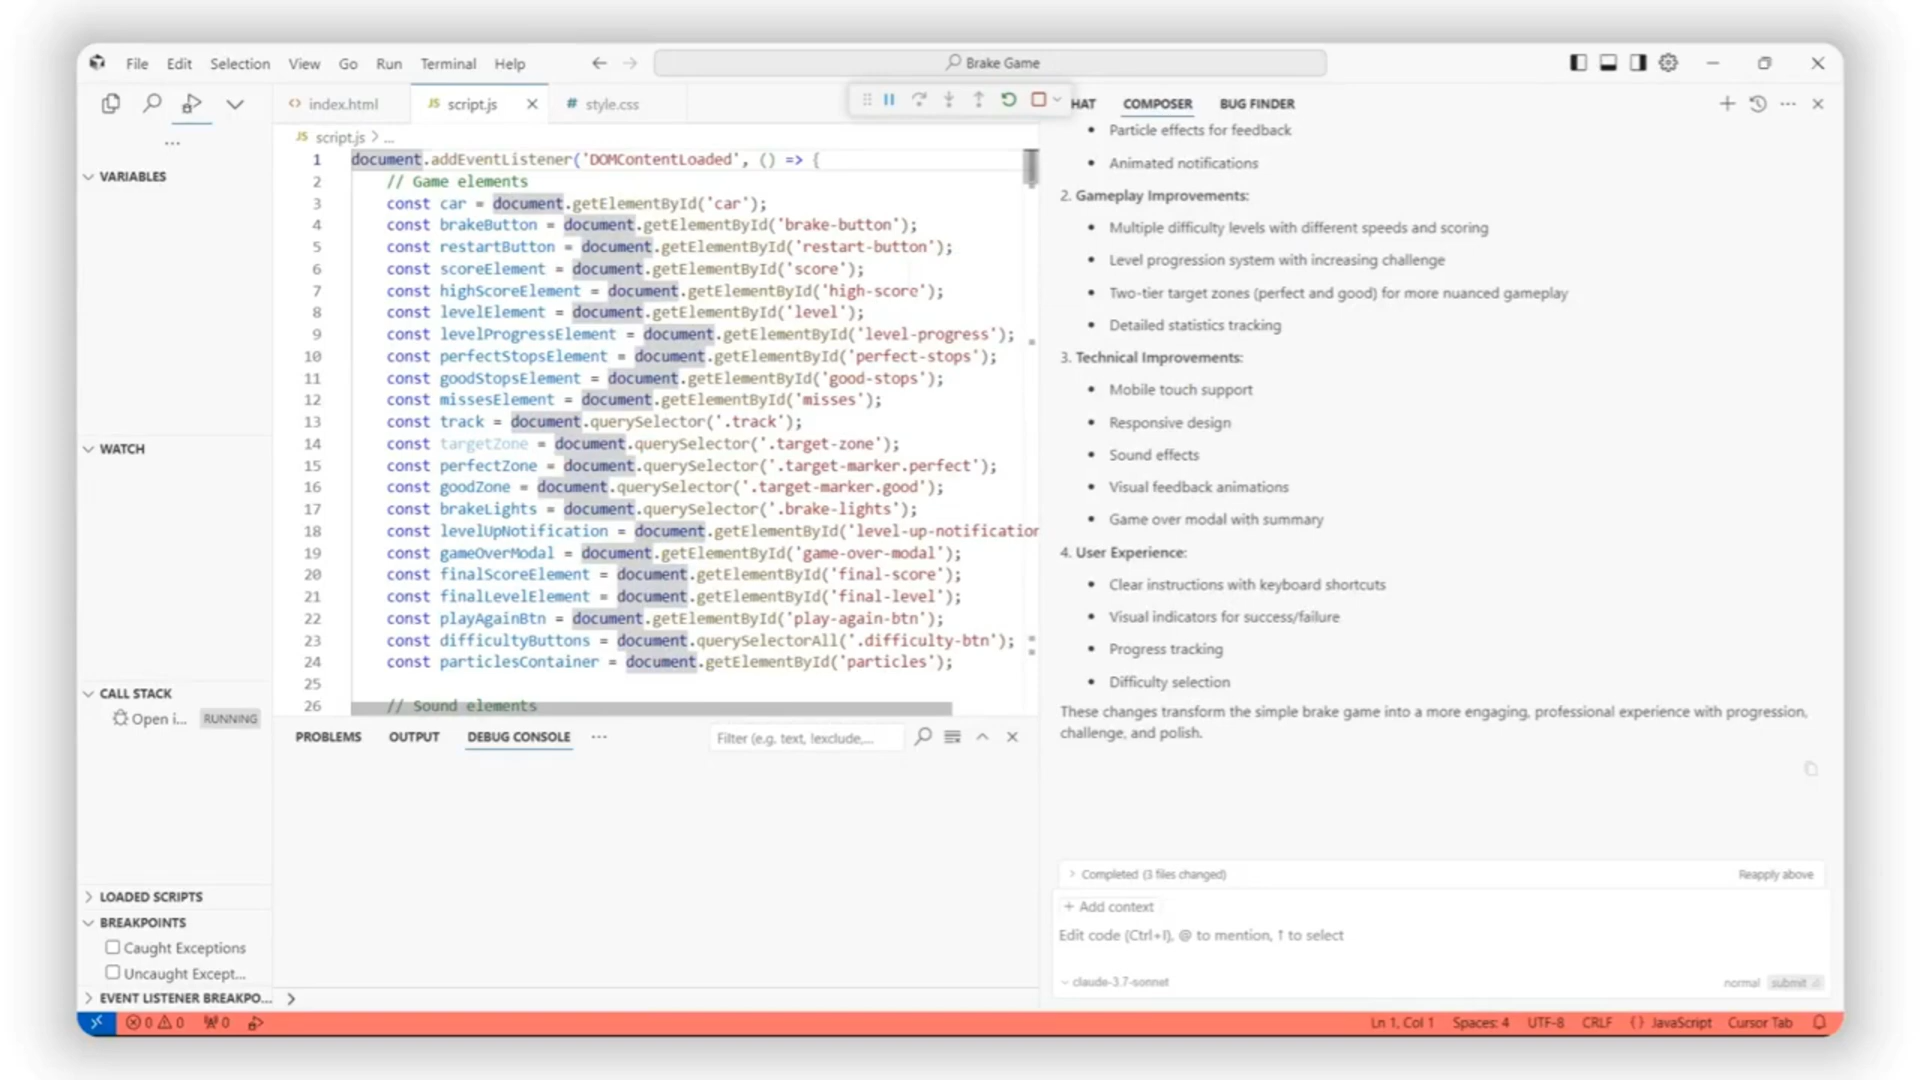 File Edit Selection View Go Run Terminal Help
Brake Game
index.html
JS script.js
# style.css
HAT COMPOSER BUG FINDER
VARIABLES
WATCH
CALL STACK
Open i... RUNNING
LOADED SCRIPTS
BREAKPOINTS
Caught Exceptions
Uncaught Except...
EVENT LISTENER BREAKPO...
JS script.js > ...
1 document.addEventListener('DOMContentLoaded', () => {
2 // Game elements
3 const car = document.getElementById('car');
4 const brakeButton = document.getElementById('brake-button');
5 const restartButton = document.getElementById('restart-button');
6 const scoreElement = document.getElementById('score');
7 const highScoreElement = document.getElementById('high-score');
8 const levelElement = document.getElementById('level');
9 const levelProgressElement = document.getElementById('level-progress');
10 const perfectStopsElement = document.getElementById('perfect-stops');
11 const goodStopsElement = document.getElementById('good-stops');
12 const missesElement = document.getElementById('misses');
13 const track = document.querySelector('.track');
14 const targetZone = document.querySelector('.target-zone');
15 const perfectZone = document.querySelector('.target-marker.perfect');
16 const goodZone = document.querySelector('.target-marker.good');
17 const brakeLights = document.querySelector('.brake-lights');
18 const levelUpNotification = document.getElementById('level-up-notification
19 const gameOverModal = document.getElementById('game-over-modal');
20 const finalScoreElement = document.getElementById('final-score');
21 const finalLevelElement = document.getElementById('final-level');
22 const playAgainBtn = document.getElementById('play-again-btn');
23 const difficultyButtons = document.querySelectorAll('.difficulty-btn');
24 const particlesContainer = document.getElementById('particles');
25
26 // Sound elements
PROBLEMS OUTPUT DEBUG CONSOLE ...
Filter (e.g. text, !exclude,...
• Particle effects for feedback
• Animated notifications
2. Gameplay Improvements:
• Multiple difficulty levels with different speeds and scoring
• Level progression system with increasing challenge
• Two-tier target zones (perfect and good) for more nuanced gameplay
• Detailed statistics tracking
3. Technical Improvements:
• Mobile touch support
• Responsive design
• Sound effects
• Visual feedback animations
• Game over modal with summary
4. User Experience:
• Clear instructions with keyboard shortcuts
• Visual indicators for success/failure
• Progress tracking
• Difficulty selection
These changes transform the simple brake game into a more engaging, professional experience with progression,
challenge, and polish.
Completed (3 files changed) Reapply above
+ Add context
Edit code (Ctrl+I), @ to mention, ↑ to select
claude-3.7-sonnet normal submit
0 0 0 Ln 1, Col 1 Spaces: 4 UTF-8 CRLF {} JavaScript Cursor Tab